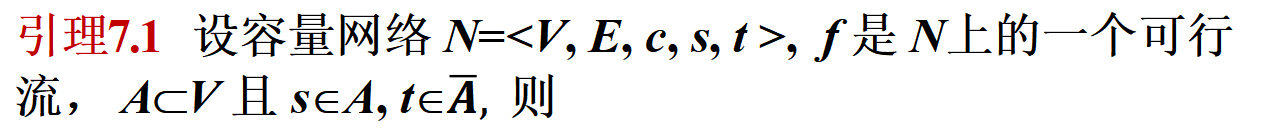 引理7.1 设容量网络 N=<V, E, c, s, t >, f 是 N上的一个可行
流， A⊂V 且 s∈A, t∈A̅, 则